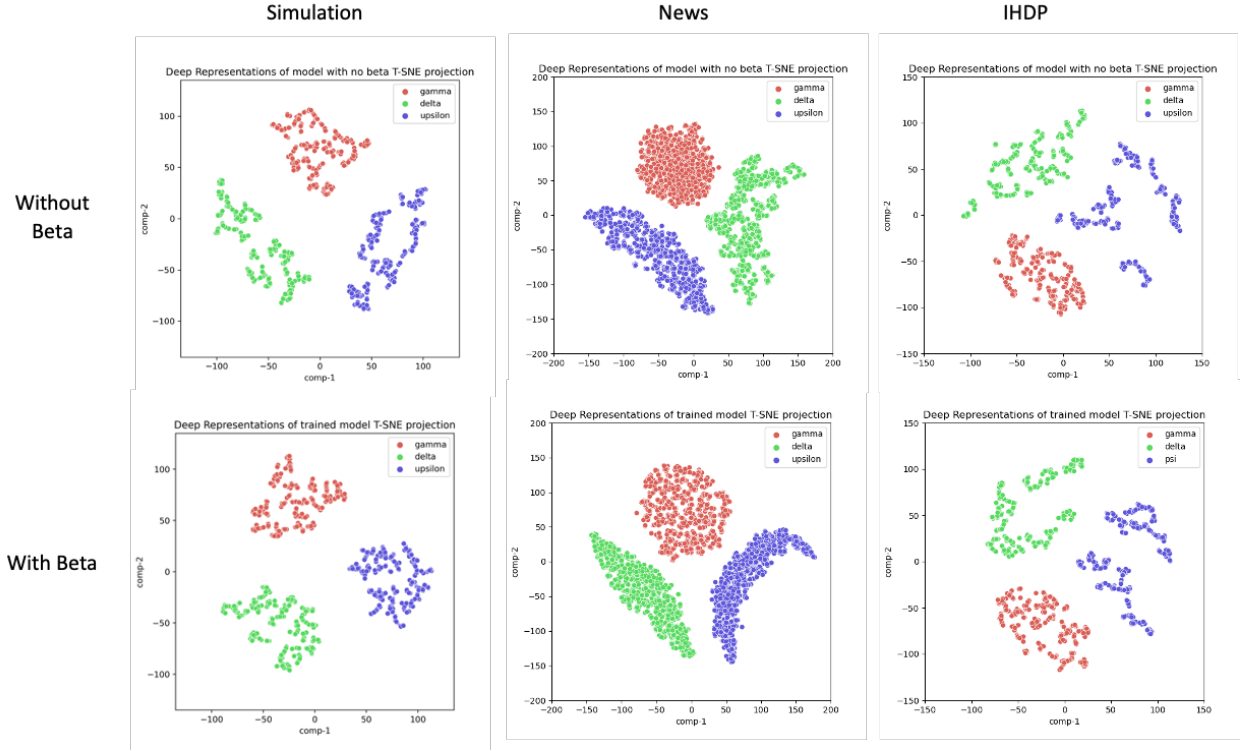 Simulation
News
IHDP
Without
Beta
Deep Representations of model with no beta T-SNE projection
gamma
delta
upsilon
100
50
0
−50
−100
comp-2
−100
−50
0
50
100
comp-1
Deep Representations of model with no beta T-SNE projection
gamma
delta
upsilon
200
150
100
50
0
−50
−100
−150
−200
comp-2
−200
−150
−100
−50
0
50
100
150
200
comp-1
Deep Representations of model with no beta T-SNE projection
gamma
delta
upsilon
150
100
50
0
−50
−100
−150
comp-2
−150
−100
−50
0
50
100
150
comp-1
With Beta
Deep Representations of trained model T-SNE projection
gamma
delta
upsilon
100
50
0
−50
−100
comp-2
−100
−50
0
50
100
comp-1
Deep Representations of trained model T-SNE projection
gamma
delta
upsilon
200
150
100
50
0
−50
−100
−150
−200
comp-2
−200
−150
−100
−50
0
50
100
150
200
comp-1
Deep Representations of trained model T-SNE projection
gamma
delta
psi
150
100
50
0
−50
−100
−150
comp-2
−150
−100
−50
0
50
100
150
comp-1